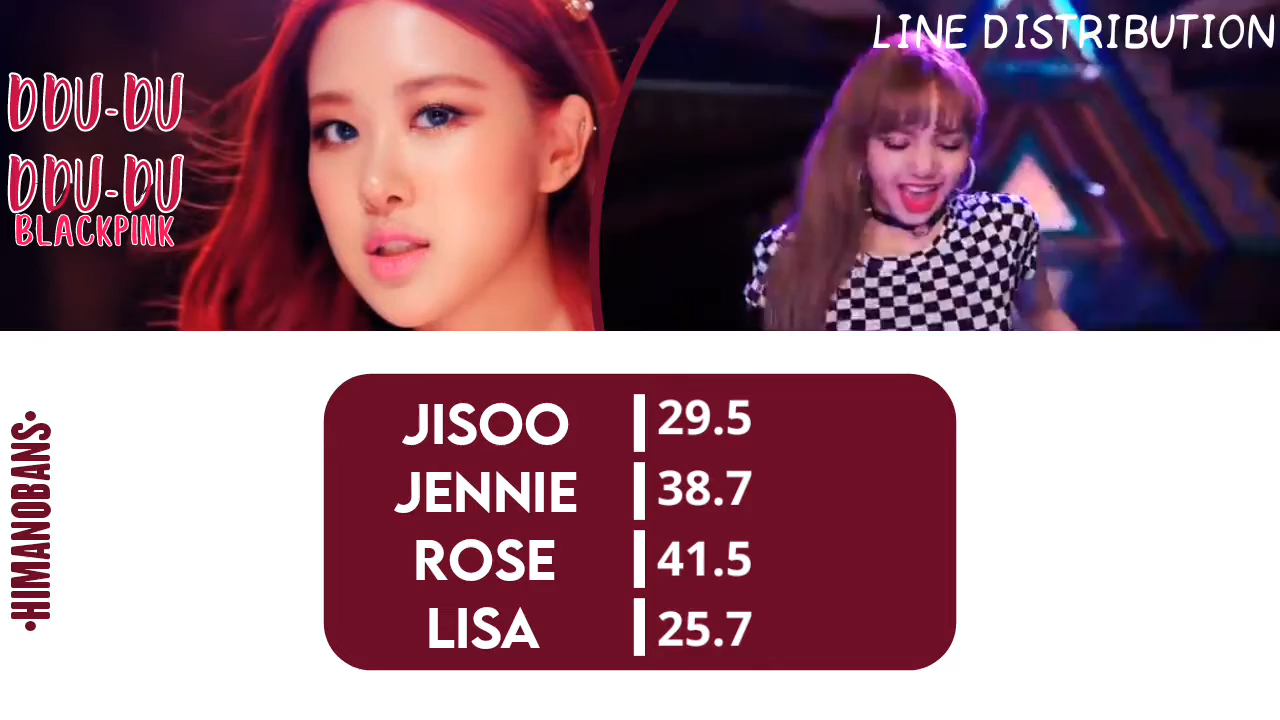 LINE DISTRIBUTION
DDU-DU
DDU-DU
BLACKPINK
JISOO 29.5
JENNIE 38.7
ROSE 41.5
LISA 25.7
•HIMANOBANS•